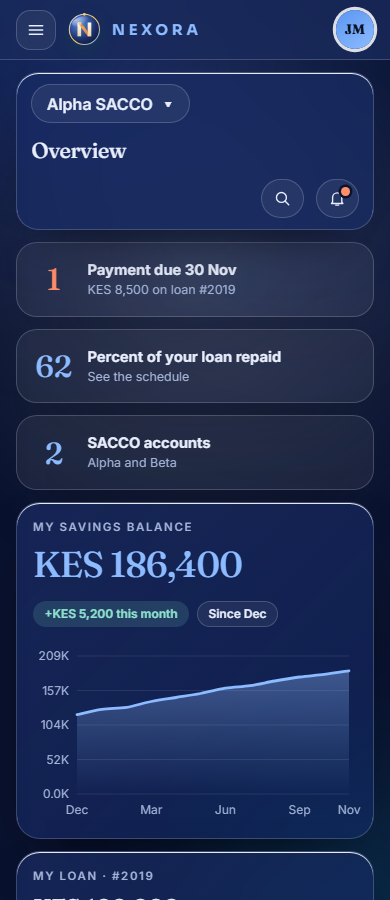 N NEXORA JM
Alpha SACCO
Overview
1
Payment due 30 Nov
KES 8,500 on loan #2019
62
Percent of your loan repaid
See the schedule
2
SACCO accounts
Alpha and Beta
MY SAVINGS BALANCE
KES 186,400
+KES 5,200 this month Since Dec
209K
157K
104K
52K
0.0K
Dec Mar Jun Sep Nov
MY LOAN · #2019